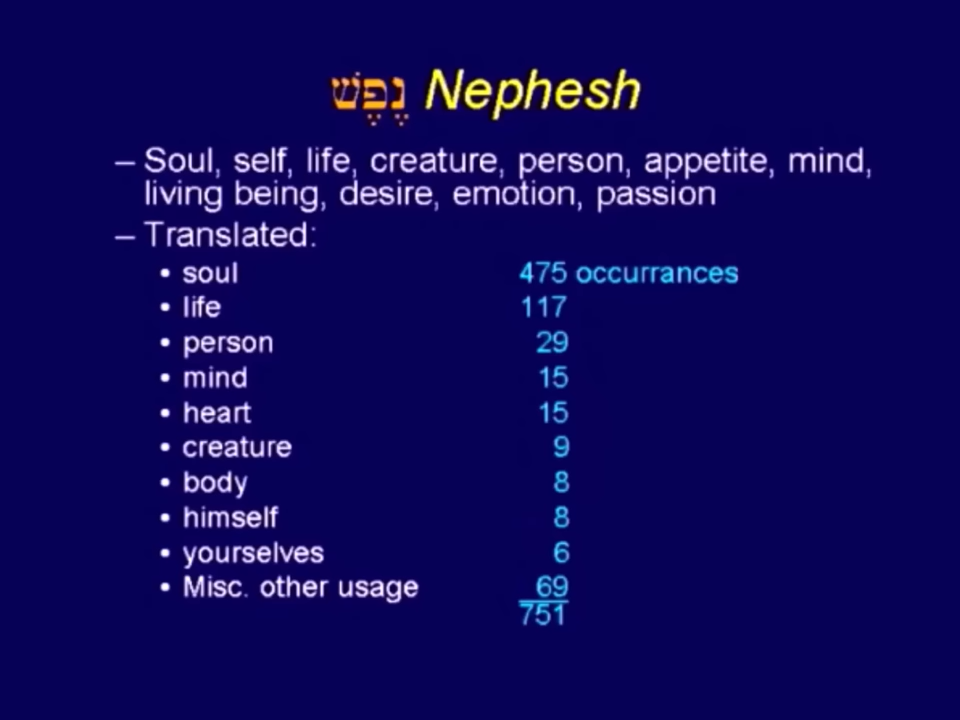 נֶפֶשׁ Nephesh
– Soul, self, life, creature, person, appetite, mind,
living being, desire, emotion, passion
– Translated:
• soul 475 occurrances
• life 117
• person 29
• mind 15
• heart 15
• creature 9
• body 8
• himself 8
• yourselves 6
• Misc. other usage 69
751